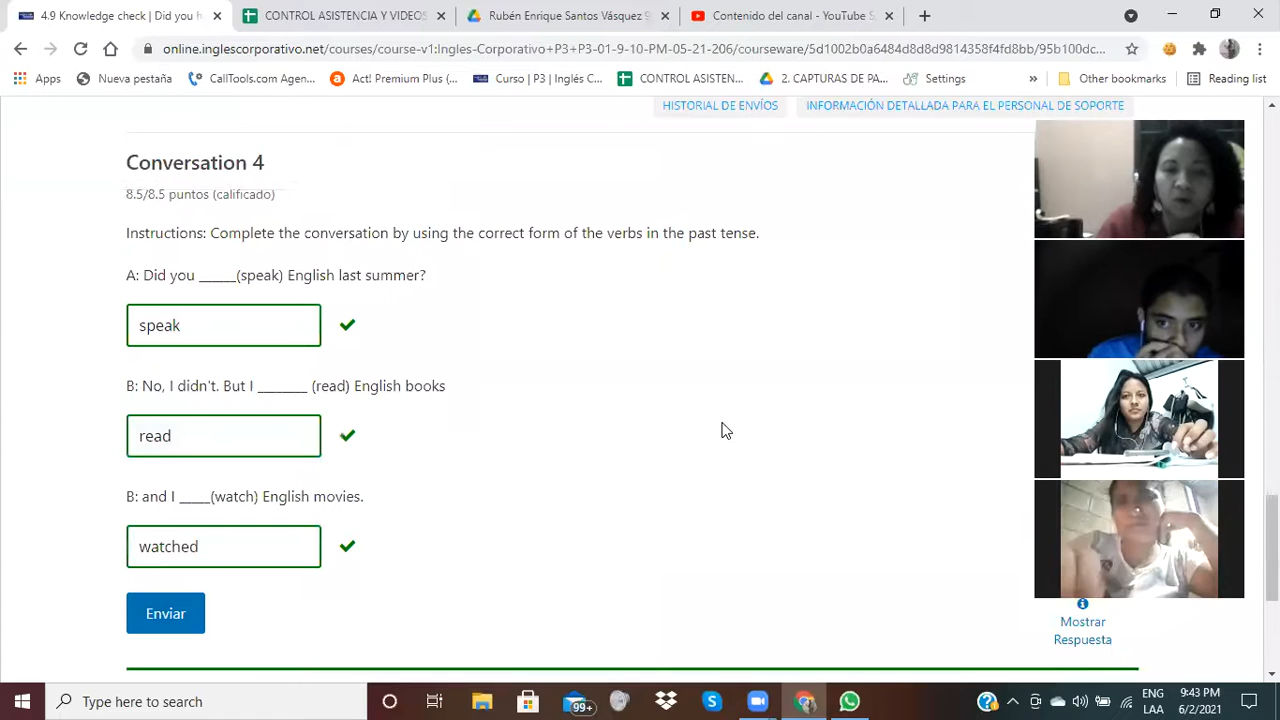 4.9 Knowledge check | Did you h
CONTROL ASISTENCIA Y VIDEOS
Rubén Enrique Santos Vásquez S
Contenido del canal - YouTube S
online.inglescorporativo.net/courses/course-v1:Ingles-Corporativo+P3+P3-01-9-10-PM-05-21-206/courseware/5d1002b0a6484d8d8d9814358f4fd8bb/95b100dc...
Apps
Nueva pestaña
CallTools.com Agen...
Act! Premium Plus (...
Curso | P3 | Inglés C...
CONTROL ASISTEN...
2. CAPTURAS DE PA...
Settings
»
Other bookmarks
Reading list
HISTORIAL DE ENVÍOS
INFORMACIÓN DETALLADA PARA EL PERSONAL DE SOPORTE
Conversation 4
8.5/8.5 puntos (calificado)
Instructions: Complete the conversation by using the correct form of the verbs in the past tense.
A: Did you ______(speak) English last summer?
speak
B: No, I didn't. But I ________ (read) English books
read
B: and I _____(watch) English movies.
watched
Enviar
Mostrar
Respuesta
Type here to search
99+
ENG
LAA
9:43 PM
6/2/2021